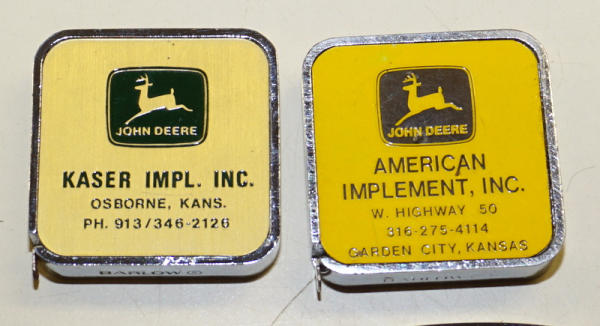 JOHN DEERE
KASER IMPL. INC.
OSBORNE, KANS.
PH. 913/346-2126
BARLOW ®
JOHN DEERE
AMERICAN
IMPLEMENT, INC.
W. HIGHWAY 50
316-275-4114
GARDEN CITY, KANSAS